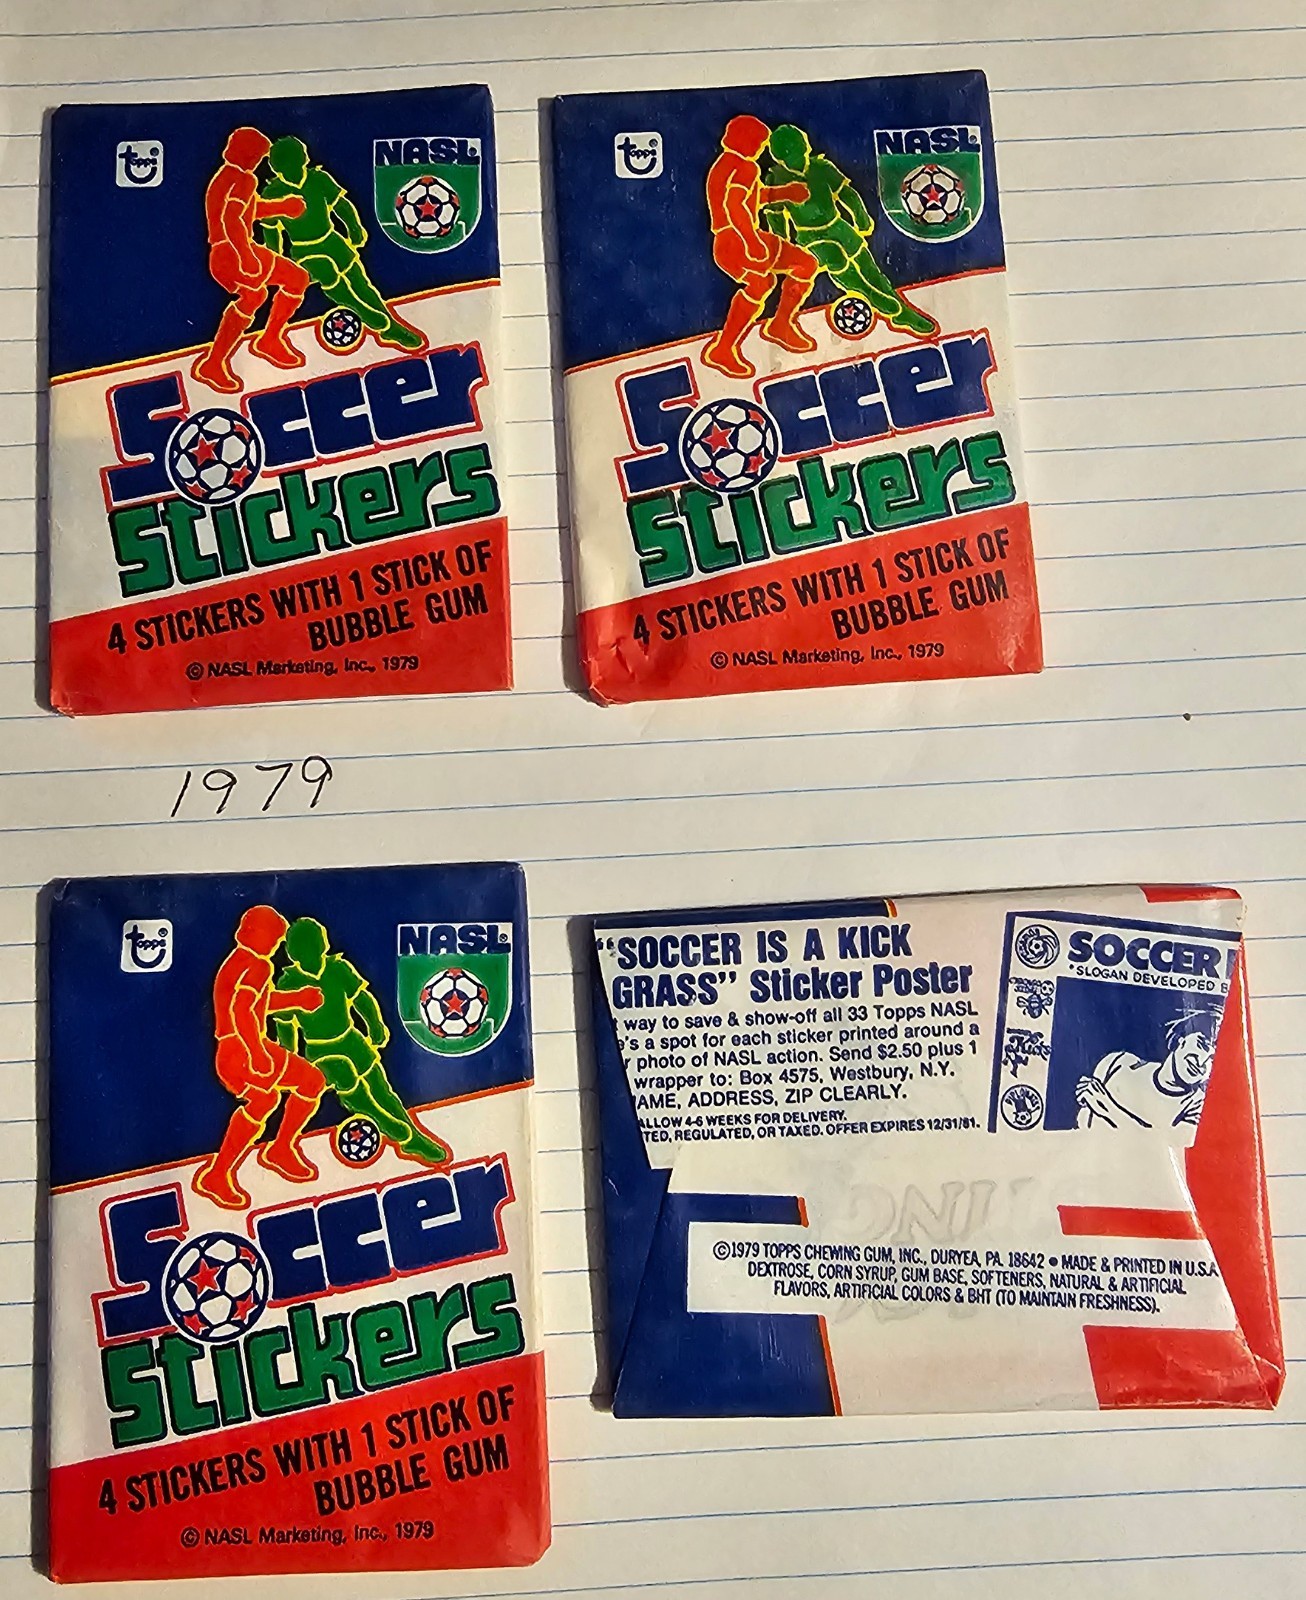 topps®
NASL®
Soccer
Stickers
4 STICKERS WITH 1 STICK OF
BUBBLE GUM
© NASL Marketing, Inc., 1979
topps®
NASL®
Soccer
Stickers
4 STICKERS WITH 1 STICK OF
BUBBLE GUM
© NASL Marketing, Inc., 1979
1979
topps®
NASL®
Soccer
Stickers
4 STICKERS WITH 1 STICK OF
BUBBLE GUM
© NASL Marketing, Inc., 1979
"SOCCER IS A KICK
GRASS" Sticker Poster
way to save & show-off all 33 Topps NASL
e's a spot for each sticker printed around a
r photo of NASL action. Send $2.50 plus 1
wrapper to: Box 4575, Westbury, N.Y.
AME, ADDRESS, ZIP CLEARLY.
LLOW 4-6 WEEKS FOR DELIVERY.
TED, REGULATED, OR TAXED. OFFER EXPIRES 12/31/81.
SOCCER
*SLOGAN DEVELOPED B
©1979 TOPPS CHEWING GUM, INC., DURYEA, PA. 18642 • MADE & PRINTED IN U.S.A
DEXTROSE, CORN SYRUP, GUM BASE, SOFTENERS, NATURAL & ARTIFICIAL
FLAVORS, ARTIFICIAL COLORS & BHT (TO MAINTAIN FRESHNESS).